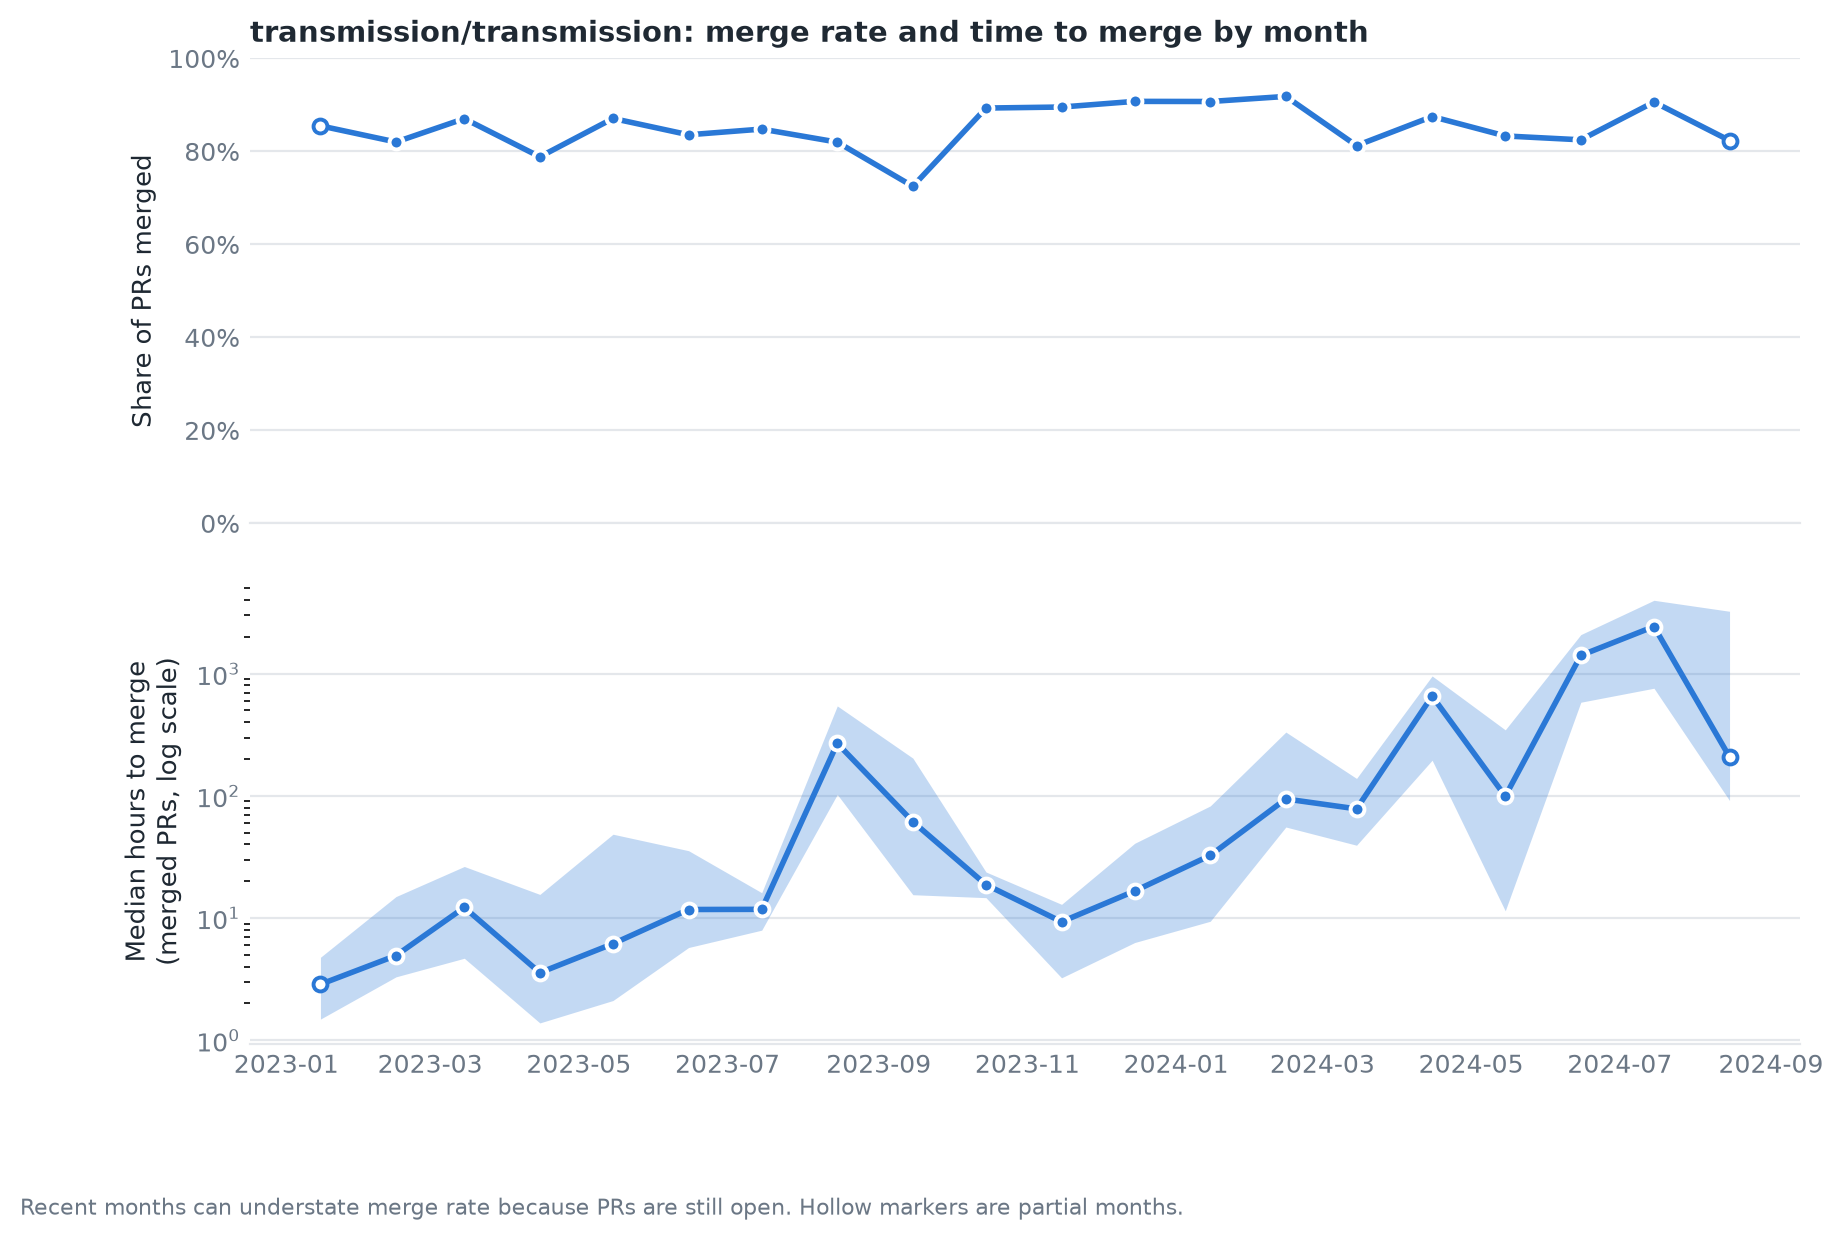 transmission/transmission: merge rate and time to merge by month
100%
80%
60%
40%
20%
0%
Share of PRs merged
10³
10²
10¹
10⁰
Median hours to merge
(merged PRs, log scale)
2023-01 2023-03 2023-05 2023-07 2023-09 2023-11 2024-01 2024-03 2024-05 2024-07 2024-09
Recent months can understate merge rate because PRs are still open. Hollow markers are partial months.